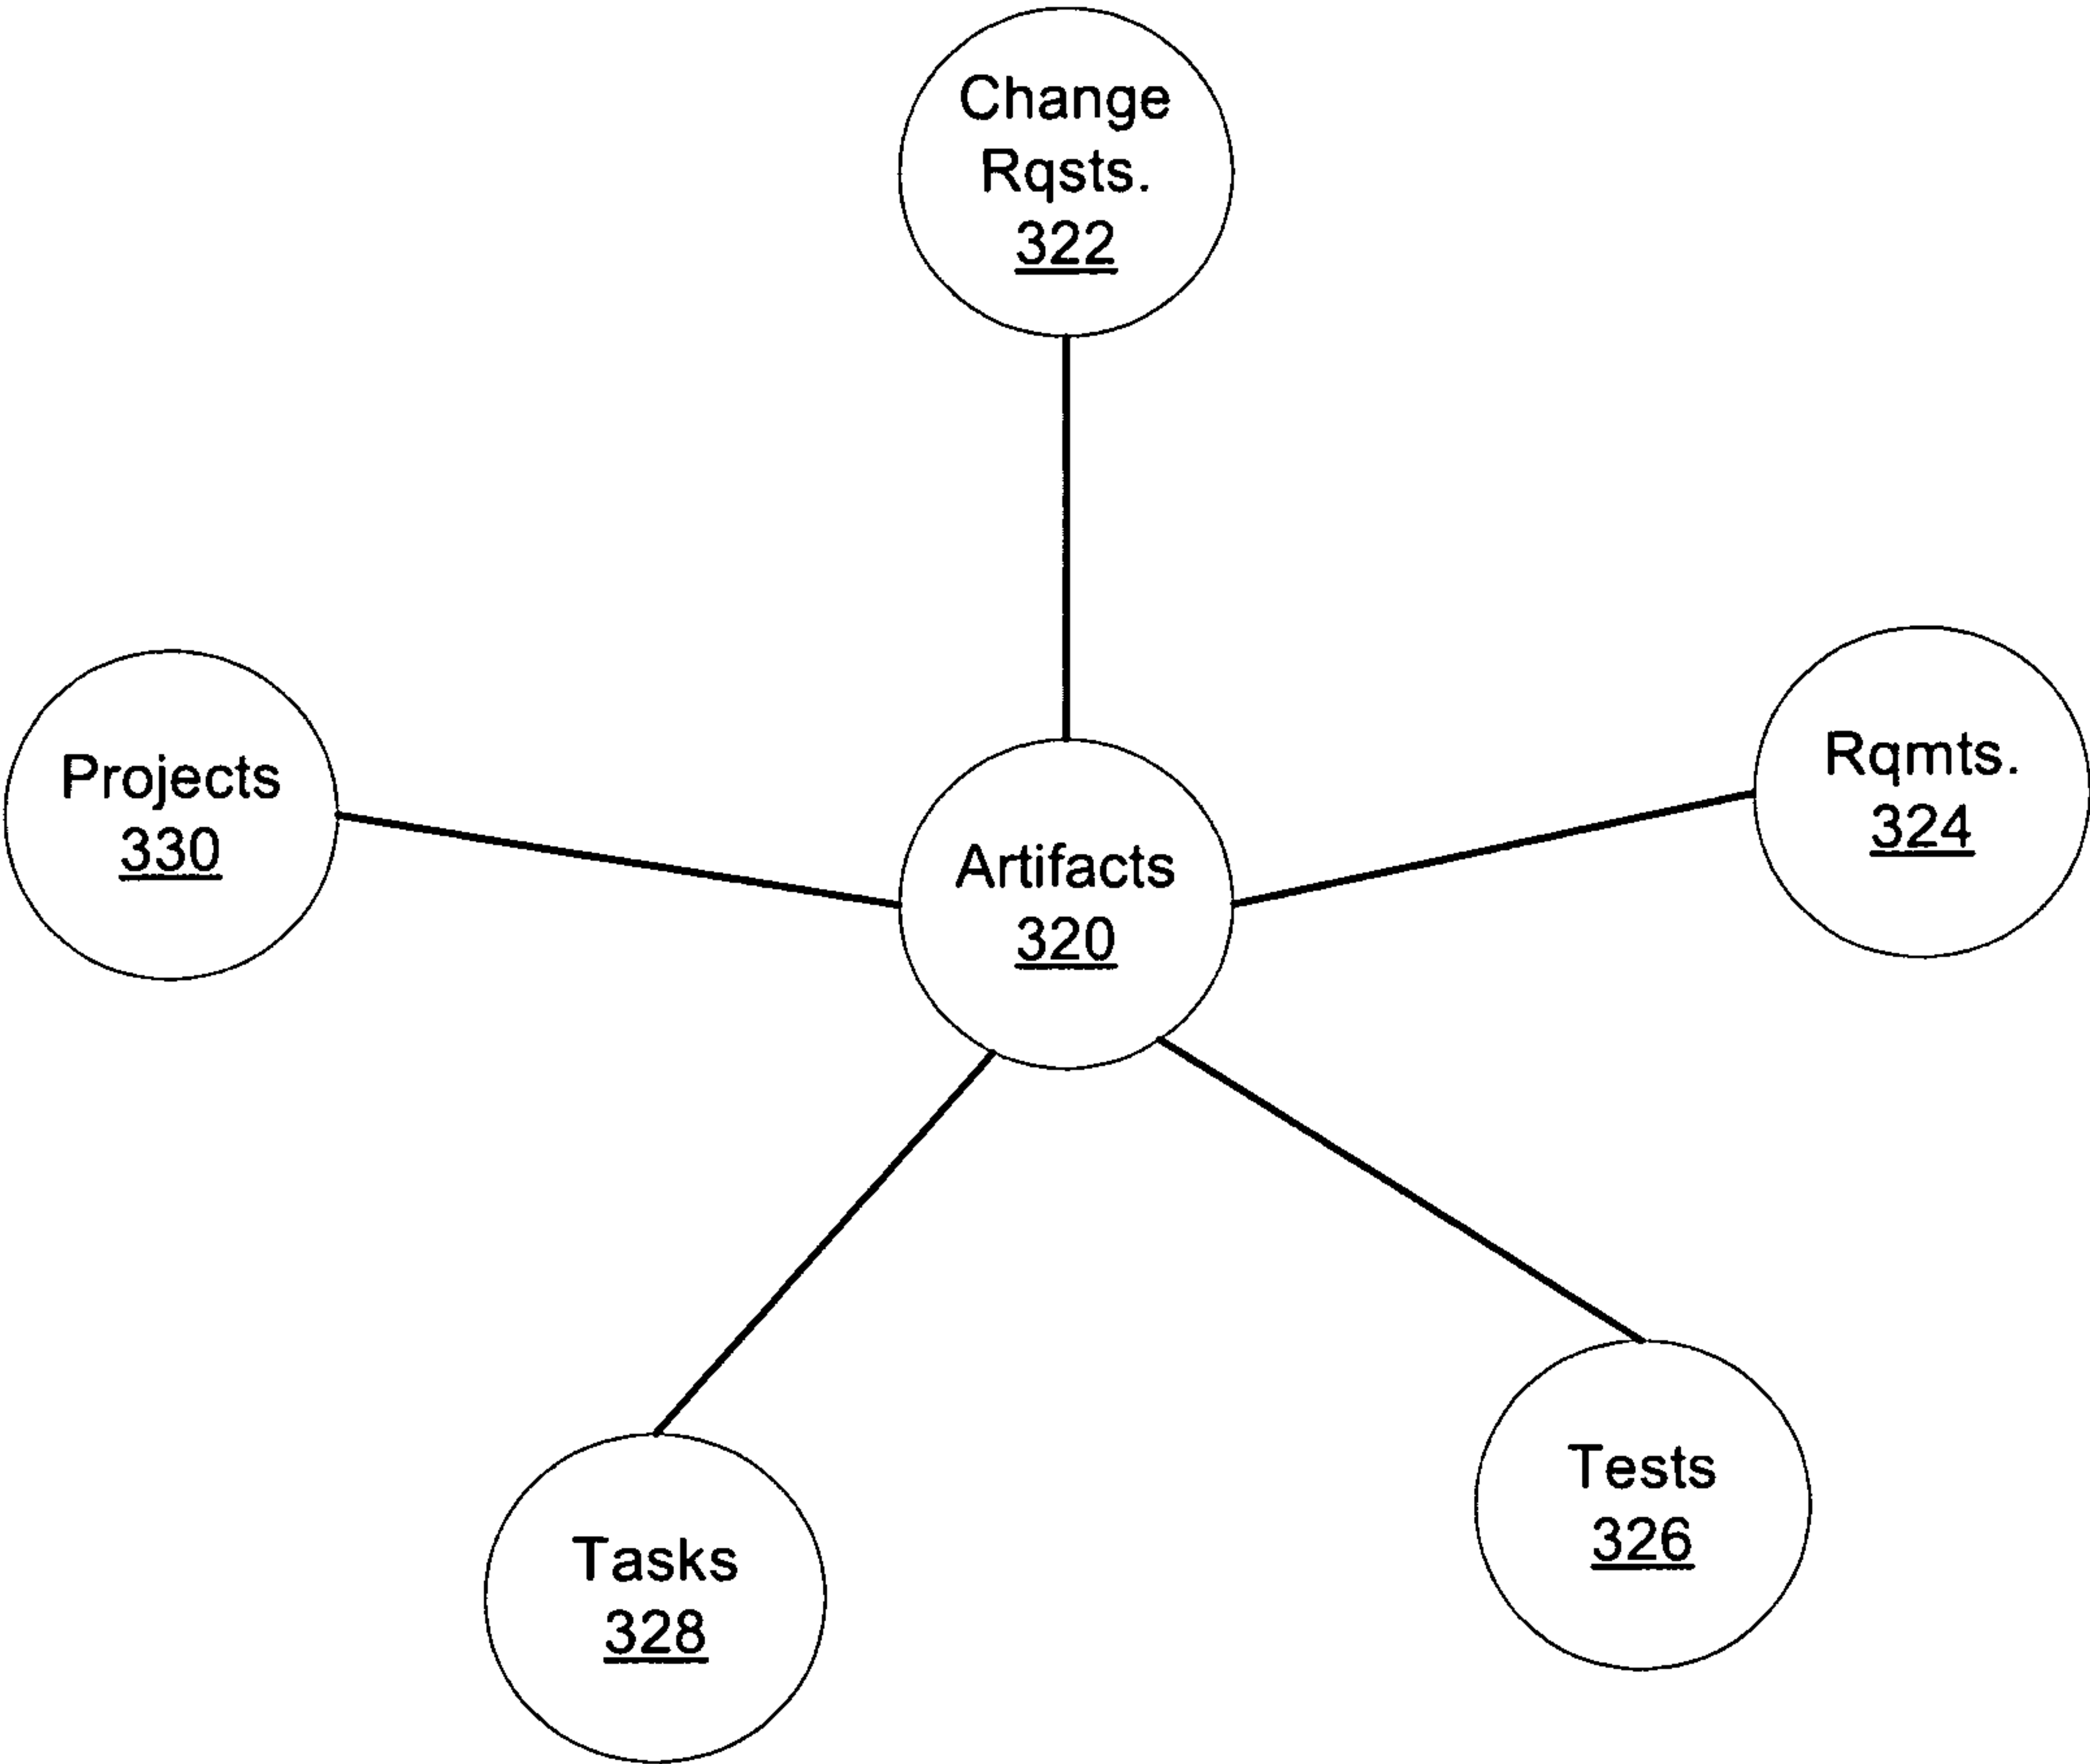 Change
Rqsts.
322
Projects
330
Rqmts.
324
Artifacts
320
Tasks
328
Tests
326